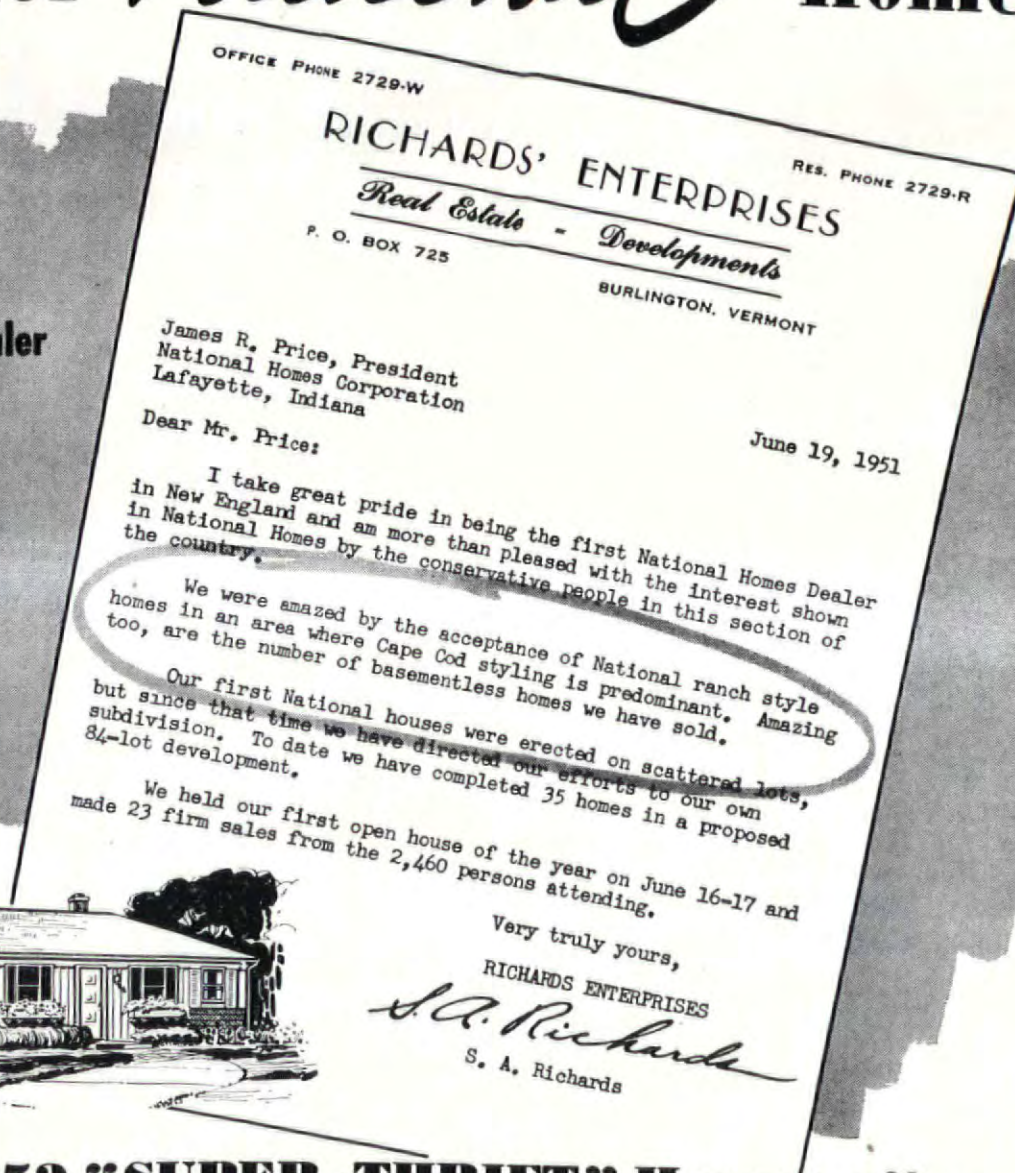 OFFICE PHONE 2729-W
RES. PHONE 2729-R
RICHARDS' ENTERPRISES
Real Estate - Developments
P. O. BOX 725
BURLINGTON, VERMONT
James R. Price, President
National Homes Corporation
Lafayette, Indiana
June 19, 1951
Dear Mr. Price:
I take great pride in being the first National Homes Dealer
in New England and am more than pleased with the interest shown
in National Homes by the conservative people in this section of
the country.
We were amazed by the acceptance of National ranch style
homes in an area where Cape Cod styling is predominant. Amazing
too, are the number of basementless homes we have sold.
Our first National houses were erected on scattered lots,
but since that time we have directed our efforts to our own
subdivision. To date we have completed 35 homes in a proposed
84-lot development.
We held our first open house of the year on June 16-17 and
made 23 firm sales from the 2,460 persons attending.
Very truly yours,
RICHARDS ENTERPRISES
S. A. Richards
S. A. Richards
"SUPER-THRIFT"